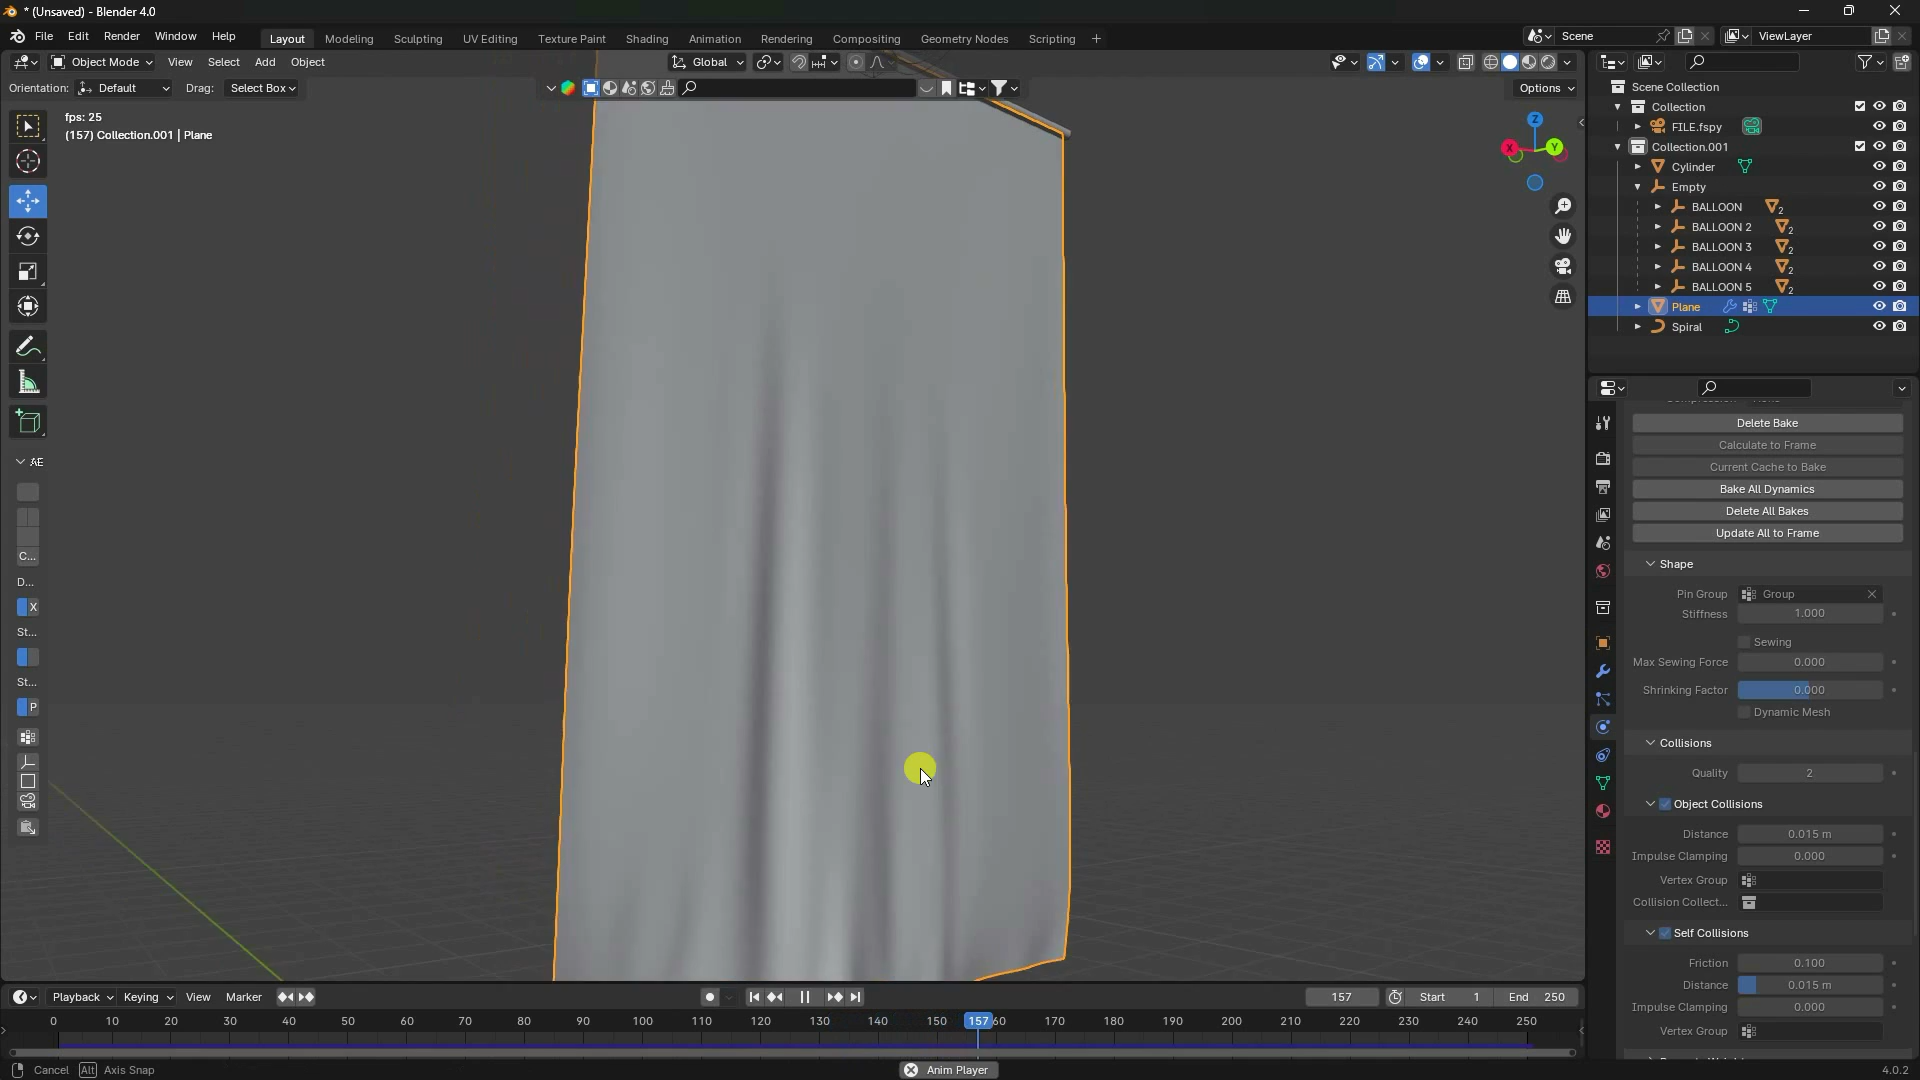 * (Unsaved) - Blender 4.0
File Edit Render Window Help Layout Modeling Sculpting UV Editing Texture Paint Shading Animation Rendering Compositing Geometry Nodes Scripting + Scene ViewLayer
Object Mode View Select Add Object Global
Orientation: Default Drag: Select Box Options
fps: 25
(157) Collection.001 | Plane
Z
X
Y
AE
C...
D...
X
St...
St...
P
Scene Collection
Collection
FILE.fspy
Collection.001
Cylinder
Empty
BALLOON 2
BALLOON 2 2
BALLOON 3 2
BALLOON 4 2
BALLOON 5 2
Plane
Spiral
Delete Bake
Calculate to Frame
Current Cache to Bake
Bake All Dynamics
Delete All Bakes
Update All to Frame
Shape
Pin Group Group
Stiffness 1.000
Sewing
Max Sewing Force 0.000
Shrinking Factor 0.000
Dynamic Mesh
Collisions
Quality 2
Object Collisions
Distance 0.015 m
Impulse Clamping 0.000
Vertex Group
Collision Collect...
Self Collisions
Friction 0.100
Distance 0.015 m
Impulse Clamping 0.000
Vertex Group
Playback Keying View Marker 157 Start 1 End 250
0 10 20 30 40 50 60 70 80 90 100 110 120 130 140 150 157 60 170 180 190 200 210 220 230 240 250
Cancel Alt Axis Snap Anim Player 4.0.2